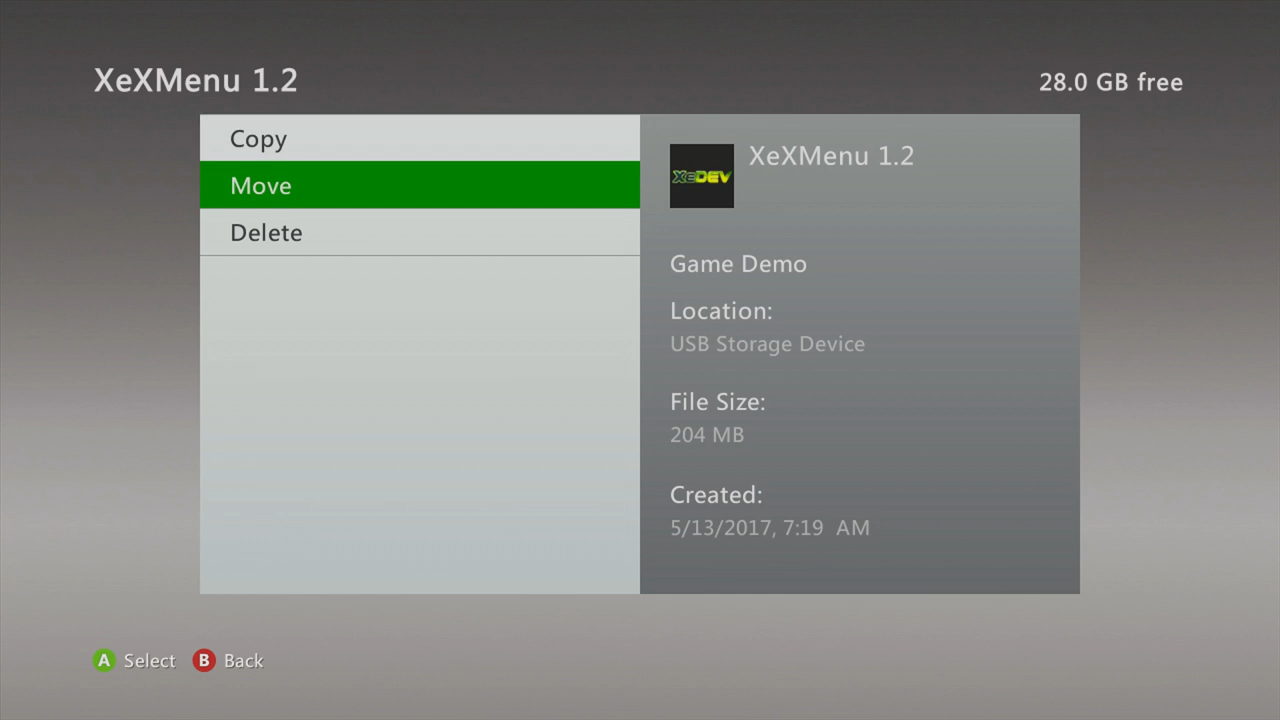 XeXMenu 1.2
28.0 GB free
Copy
Move
Delete
XeDEV
XeXMenu 1.2
Game Demo
Location:
USB Storage Device
File Size:
204 MB
Created:
5/13/2017, 7:19 AM
A Select B Back